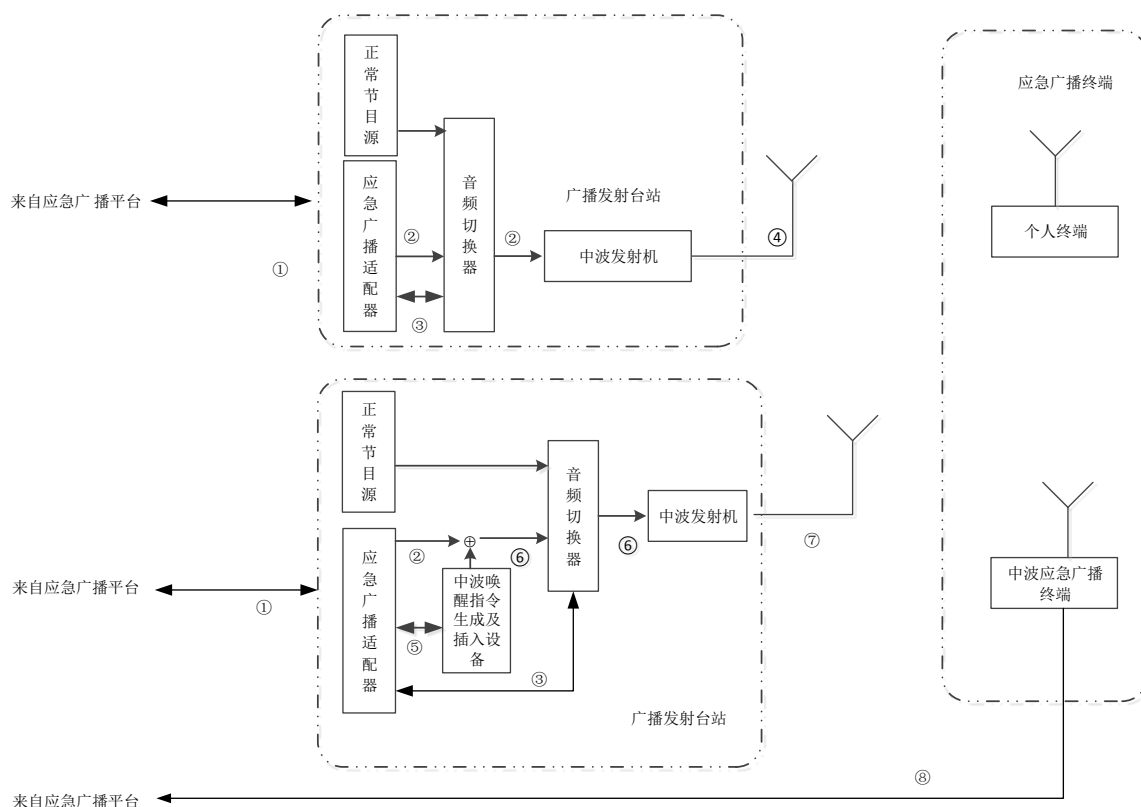 正常节目源
应急广播适配器
音频切换器
来自应急广 播平台
①
②
③
②
广播发射台站
中波发射机
④
应急广播终端
个人终端
正常节目源
应急广播适配器
来自应急广播平台
①
②
⊕
⑥
中波唤
醒指令
生成及
插入设
备
⑤
③
音频切换器
⑥
中波发射机
⑦
广播发射台站
中波应急广播
终端
⑧
来自应急广播平台